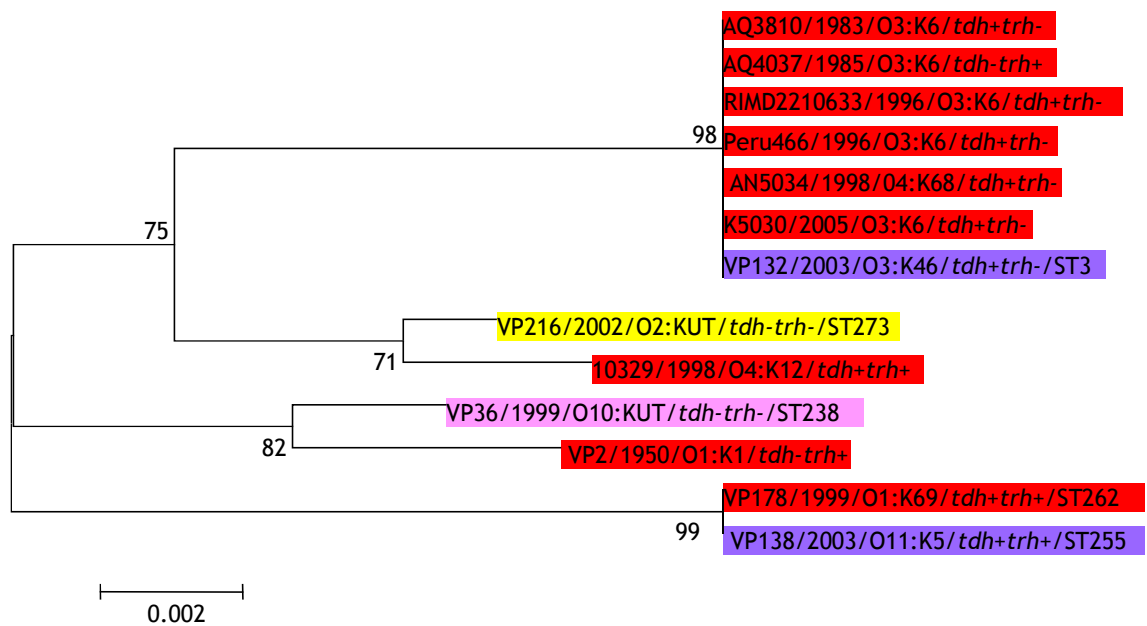 AQ3810/1983/O3:K6/tdh+trh-
AQ4037/1985/O3:K6/tdh-trh+
RIMD2210633/1996/O3:K6/tdh+trh-
98
Peru466/1996/O3:K6/tdh+trh-
AN5034/1998/04:K68/tdh+trh-
K5030/2005/O3:K6/tdh+trh-
75
VP132/2003/O3:K46/tdh+trh-/ST3
VP216/2002/O2:KUT/tdh-trh-/ST273
71
10329/1998/O4:K12/tdh+trh+
VP36/1999/O10:KUT/tdh-trh-/ST238
82
VP2/1950/O1:K1/tdh-trh+
VP178/1999/O1:K69/tdh+trh+/ST262
99
VP138/2003/O11:K5/tdh+trh+/ST255
0.002